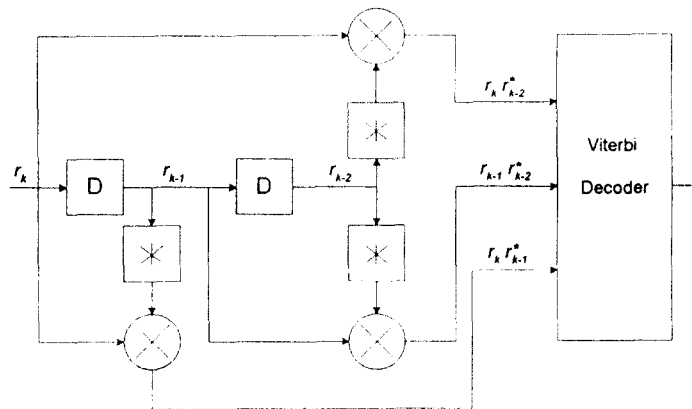 r_k r*_{k-2}
Viterbi
Decoder
r_k
D
r_{k-1}
D
r_{k-2}
r_{k-1} r*_{k-2}
r_k r*_{k-1}